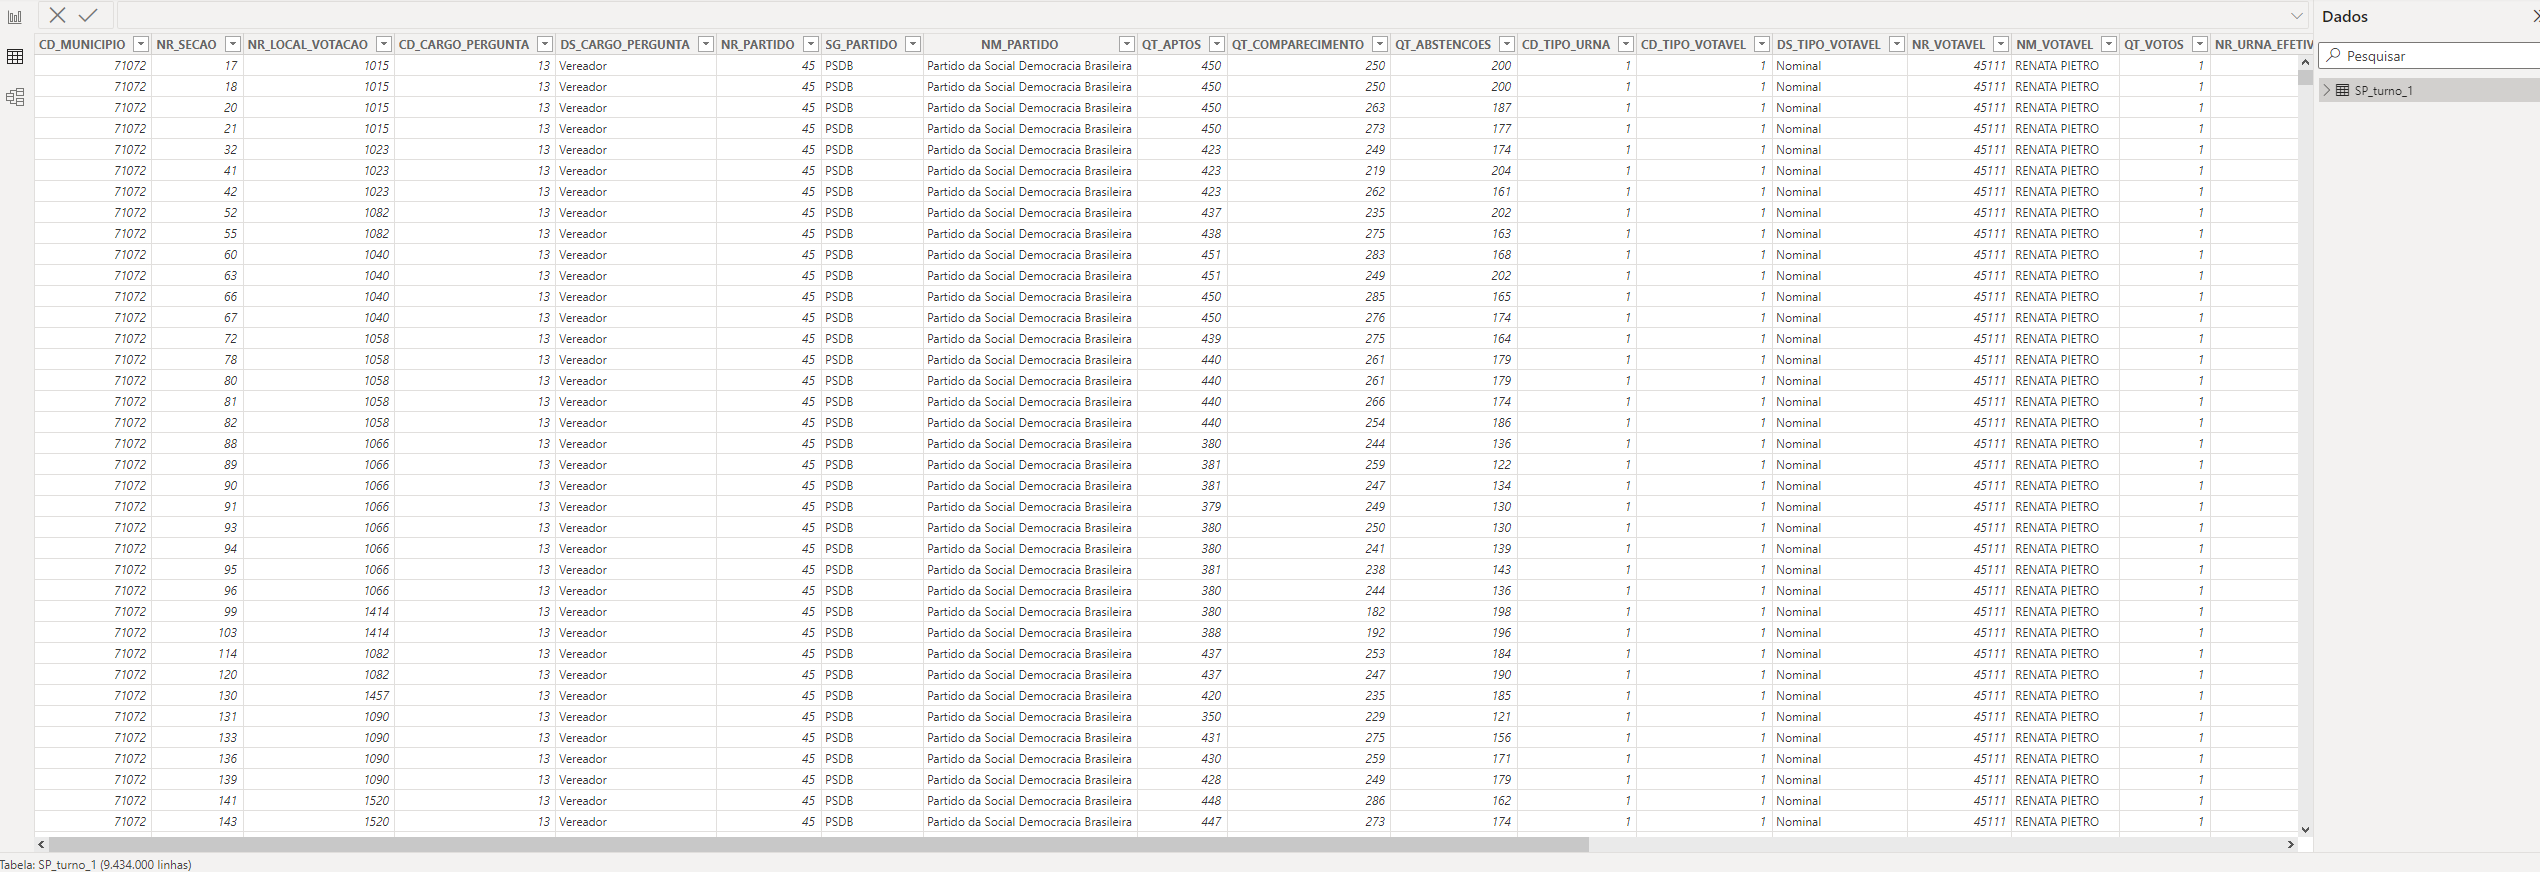 Dados
CD_MUNICIPIO NR_SECAO NR_LOCAL_VOTACAO CD_CARGO_PERGUNTA DS_CARGO_PERGUNTA NR_PARTIDO SG_PARTIDO NM_PARTIDO QT_APTOS QT_COMPARECIMENTO QT_ABSTENCOES CD_TIPO_URNA CD_TIPO_VOTAVEL DS_TIPO_VOTAVEL NR_VOTAVEL NM_VOTAVEL QT_VOTOS NR_URNA_EFETIV
Pesquisar
SP_turno_1
71072 17 1015 13 Vereador 45 PSDB Partido da Social Democracia Brasileira 450 250 200 1 1 Nominal 45111 RENATA PIETRO 1
71072 18 1015 13 Vereador 45 PSDB Partido da Social Democracia Brasileira 450 250 200 1 1 Nominal 45111 RENATA PIETRO 1
71072 20 1015 13 Vereador 45 PSDB Partido da Social Democracia Brasileira 450 263 187 1 1 Nominal 45111 RENATA PIETRO 1
71072 21 1015 13 Vereador 45 PSDB Partido da Social Democracia Brasileira 450 273 177 1 1 Nominal 45111 RENATA PIETRO 1
71072 32 1023 13 Vereador 45 PSDB Partido da Social Democracia Brasileira 423 249 174 1 1 Nominal 45111 RENATA PIETRO 1
71072 41 1023 13 Vereador 45 PSDB Partido da Social Democracia Brasileira 423 219 204 1 1 Nominal 45111 RENATA PIETRO 1
71072 42 1023 13 Vereador 45 PSDB Partido da Social Democracia Brasileira 423 262 161 1 1 Nominal 45111 RENATA PIETRO 1
71072 52 1082 13 Vereador 45 PSDB Partido da Social Democracia Brasileira 437 235 202 1 1 Nominal 45111 RENATA PIETRO 1
71072 55 1082 13 Vereador 45 PSDB Partido da Social Democracia Brasileira 438 275 163 1 1 Nominal 45111 RENATA PIETRO 1
71072 60 1040 13 Vereador 45 PSDB Partido da Social Democracia Brasileira 451 283 168 1 1 Nominal 45111 RENATA PIETRO 1
71072 63 1040 13 Vereador 45 PSDB Partido da Social Democracia Brasileira 451 249 202 1 1 Nominal 45111 RENATA PIETRO 1
71072 66 1040 13 Vereador 45 PSDB Partido da Social Democracia Brasileira 450 285 165 1 1 Nominal 45111 RENATA PIETRO 1
71072 67 1040 13 Vereador 45 PSDB Partido da Social Democracia Brasileira 450 276 174 1 1 Nominal 45111 RENATA PIETRO 1
71072 72 1058 13 Vereador 45 PSDB Partido da Social Democracia Brasileira 439 275 164 1 1 Nominal 45111 RENATA PIETRO 1
71072 78 1058 13 Vereador 45 PSDB Partido da Social Democracia Brasileira 440 261 179 1 1 Nominal 45111 RENATA PIETRO 1
71072 80 1058 13 Vereador 45 PSDB Partido da Social Democracia Brasileira 440 261 179 1 1 Nominal 45111 RENATA PIETRO 1
71072 81 1058 13 Vereador 45 PSDB Partido da Social Democracia Brasileira 440 266 174 1 1 Nominal 45111 RENATA PIETRO 1
71072 82 1058 13 Vereador 45 PSDB Partido da Social Democracia Brasileira 440 254 186 1 1 Nominal 45111 RENATA PIETRO 1
71072 88 1066 13 Vereador 45 PSDB Partido da Social Democracia Brasileira 380 244 136 1 1 Nominal 45111 RENATA PIETRO 1
71072 89 1066 13 Vereador 45 PSDB Partido da Social Democracia Brasileira 381 259 122 1 1 Nominal 45111 RENATA PIETRO 1
71072 90 1066 13 Vereador 45 PSDB Partido da Social Democracia Brasileira 381 247 134 1 1 Nominal 45111 RENATA PIETRO 1
71072 91 1066 13 Vereador 45 PSDB Partido da Social Democracia Brasileira 379 249 130 1 1 Nominal 45111 RENATA PIETRO 1
71072 93 1066 13 Vereador 45 PSDB Partido da Social Democracia Brasileira 380 250 130 1 1 Nominal 45111 RENATA PIETRO 1
71072 94 1066 13 Vereador 45 PSDB Partido da Social Democracia Brasileira 380 241 139 1 1 Nominal 45111 RENATA PIETRO 1
71072 95 1066 13 Vereador 45 PSDB Partido da Social Democracia Brasileira 381 238 143 1 1 Nominal 45111 RENATA PIETRO 1
71072 96 1066 13 Vereador 45 PSDB Partido da Social Democracia Brasileira 380 244 136 1 1 Nominal 45111 RENATA PIETRO 1
71072 99 1414 13 Vereador 45 PSDB Partido da Social Democracia Brasileira 380 182 198 1 1 Nominal 45111 RENATA PIETRO 1
71072 103 1414 13 Vereador 45 PSDB Partido da Social Democracia Brasileira 388 192 196 1 1 Nominal 45111 RENATA PIETRO 1
71072 114 1082 13 Vereador 45 PSDB Partido da Social Democracia Brasileira 437 253 184 1 1 Nominal 45111 RENATA PIETRO 1
71072 120 1082 13 Vereador 45 PSDB Partido da Social Democracia Brasileira 437 247 190 1 1 Nominal 45111 RENATA PIETRO 1
71072 130 1457 13 Vereador 45 PSDB Partido da Social Democracia Brasileira 420 235 185 1 1 Nominal 45111 RENATA PIETRO 1
71072 131 1090 13 Vereador 45 PSDB Partido da Social Democracia Brasileira 350 229 121 1 1 Nominal 45111 RENATA PIETRO 1
71072 133 1090 13 Vereador 45 PSDB Partido da Social Democracia Brasileira 431 275 156 1 1 Nominal 45111 RENATA PIETRO 1
71072 136 1090 13 Vereador 45 PSDB Partido da Social Democracia Brasileira 430 259 171 1 1 Nominal 45111 RENATA PIETRO 1
71072 139 1090 13 Vereador 45 PSDB Partido da Social Democracia Brasileira 428 249 179 1 1 Nominal 45111 RENATA PIETRO 1
71072 141 1520 13 Vereador 45 PSDB Partido da Social Democracia Brasileira 448 286 162 1 1 Nominal 45111 RENATA PIETRO 1
71072 143 1520 13 Vereador 45 PSDB Partido da Social Democracia Brasileira 447 273 174 1 1 Nominal 45111 RENATA PIETRO 1
Tabela: SP_turno_1 (9.434.000 linhas)